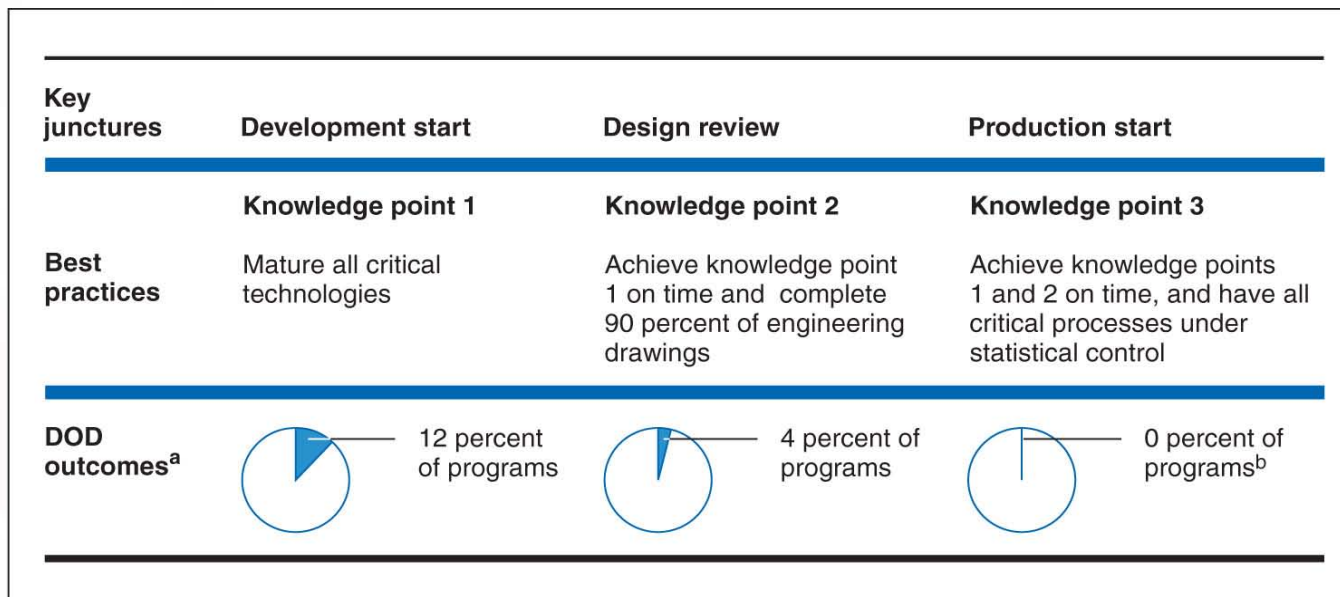 Key
junctures
Development start
Design review
Production start
Knowledge point 1
Knowledge point 2
Knowledge point 3
Best
practices
Mature all critical
technologies
Achieve knowledge point
1 on time and complete
90 percent of engineering
drawings
Achieve knowledge points
1 and 2 on time, and have all
critical processes under
statistical control
DOD
outcomesᵃ
12 percent
of programs
4 percent of
programs
0 percent of
programsᵇ